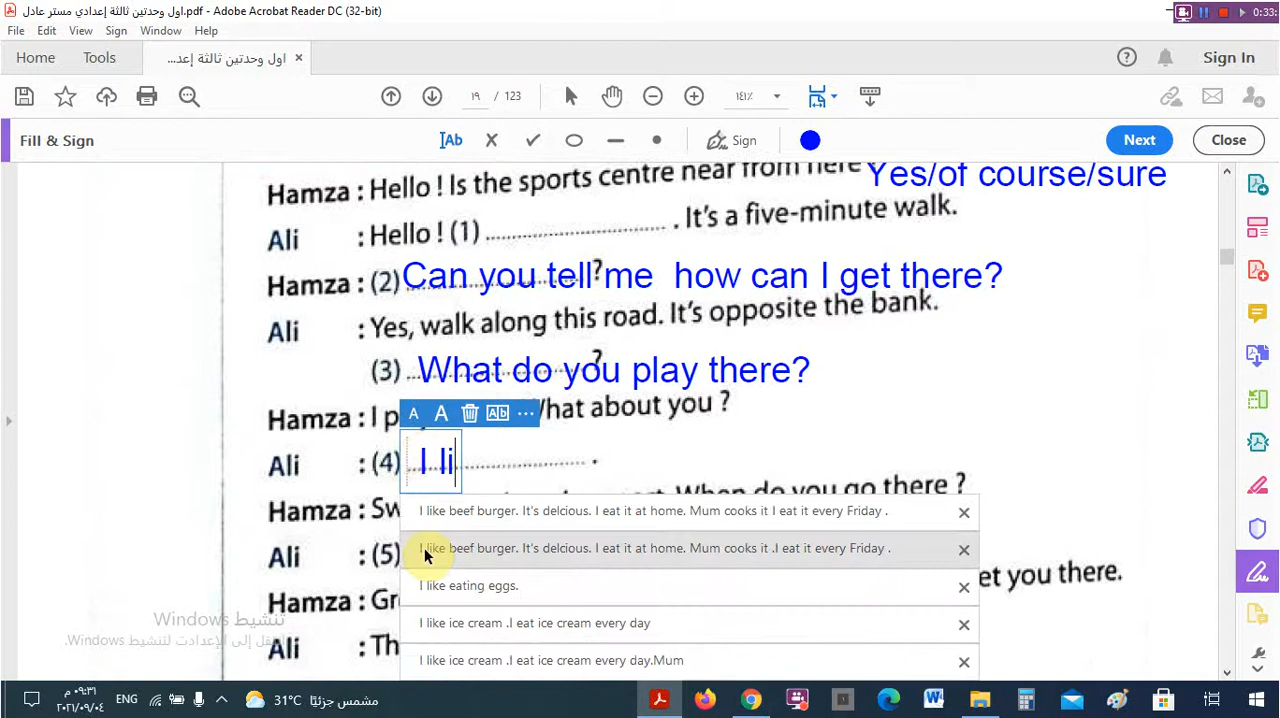 اول وحدتين ثالثة إعدادي مستر عادل.pdf - Adobe Acrobat Reader DC (32-bit)
0:33:
File Edit View Sign Window Help
Home Tools اول وحدتين ثالثة إعد... × Sign In
١٩ / 123 ١٤١٪
Fill & Sign Ab Sign Next Close
Hamza : Hello ! Is the sports centre near from here Yes/of course/sure
Ali : Hello ! (1) .............................. . It's a five-minute walk.
Hamza : (2) Can you tell me how can I get there? ?
Ali : Yes, walk along this road. It's opposite the bank.
(3) What do you play there? ?
Hamza : I p What about you ?
A A Ab ...
Ali : (4) I li .................... .
Hamza : Sw When do you go there ?
I like beef burger. It's delcious. I eat it at home. Mum cooks it I eat it every Friday . ×
Ali : (5)
I like beef burger. It's delcious. I eat it at home. Mum cooks it .I eat it every Friday . ×
I like eating eggs. ×
Hamza : Gr et you there.
I like ice cream .I eat ice cream every day ×
Ali : Th
I like ice cream .I eat ice cream every day.Mum ×
تنشيط Windows
انتقل إلى الإعدادت لتنشيط Windows.
٠٩:٣١ م
٢٠٢١/٠٩/٠٤
ENG
31°C مشمس جزئيًا